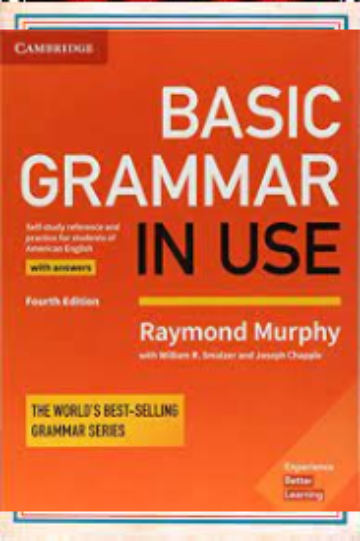 CAMBRIDGE
BASIC
GRAMMAR
IN USE
Self-study reference and
practice for students of
American English
with answers
Fourth Edition
Raymond Murphy
with William R. Smalzer and Joseph Chapple
THE WORLD'S BEST-SELLING
GRAMMAR SERIES
Experience
Better
Learning